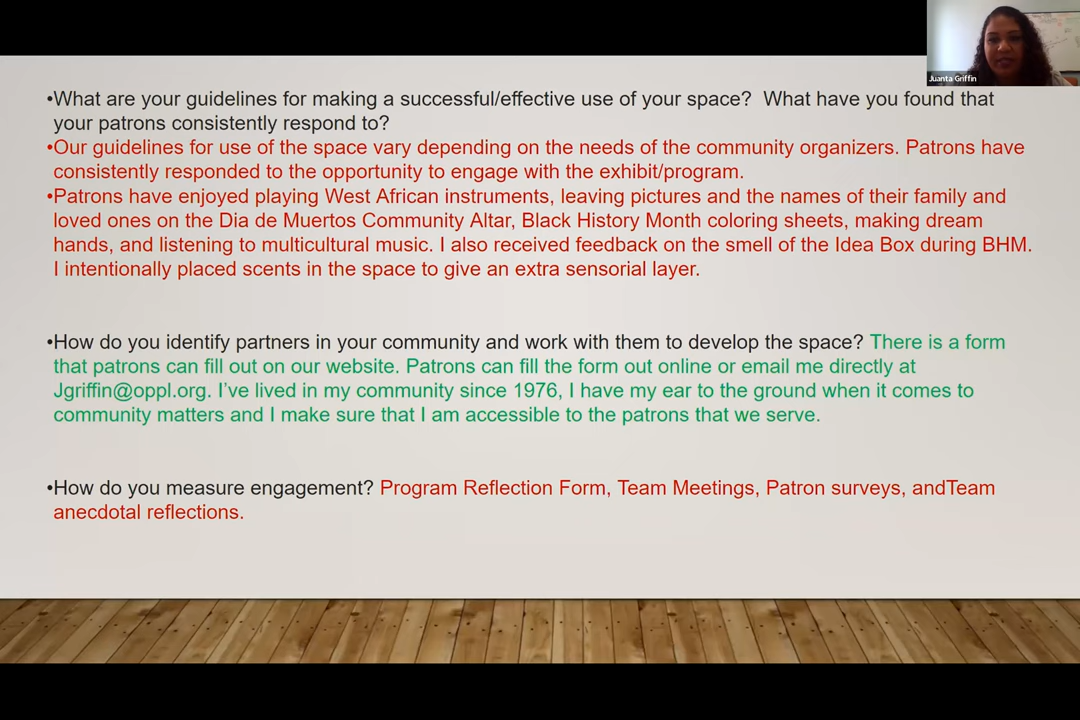 Juanta Griffin
•What are your guidelines for making a successful/effective use of your space?  What have you found that
your patrons consistently respond to?
•Our guidelines for use of the space vary depending on the needs of the community organizers. Patrons have
consistently responded to the opportunity to engage with the exhibit/program.
•Patrons have enjoyed playing West African instruments, leaving pictures and the names of their family and
loved ones on the Dia de Muertos Community Altar, Black History Month coloring sheets, making dream
hands, and listening to multicultural music. I also received feedback on the smell of the Idea Box during BHM.
I intentionally placed scents in the space to give an extra sensorial layer.
•How do you identify partners in your community and work with them to develop the space? There is a form
that patrons can fill out on our website. Patrons can fill the form out online or email me directly at
Jgriffin@oppl.org. I’ve lived in my community since 1976, I have my ear to the ground when it comes to
community matters and I make sure that I am accessible to the patrons that we serve.
•How do you measure engagement? Program Reflection Form, Team Meetings, Patron surveys, andTeam
anecdotal reflections.